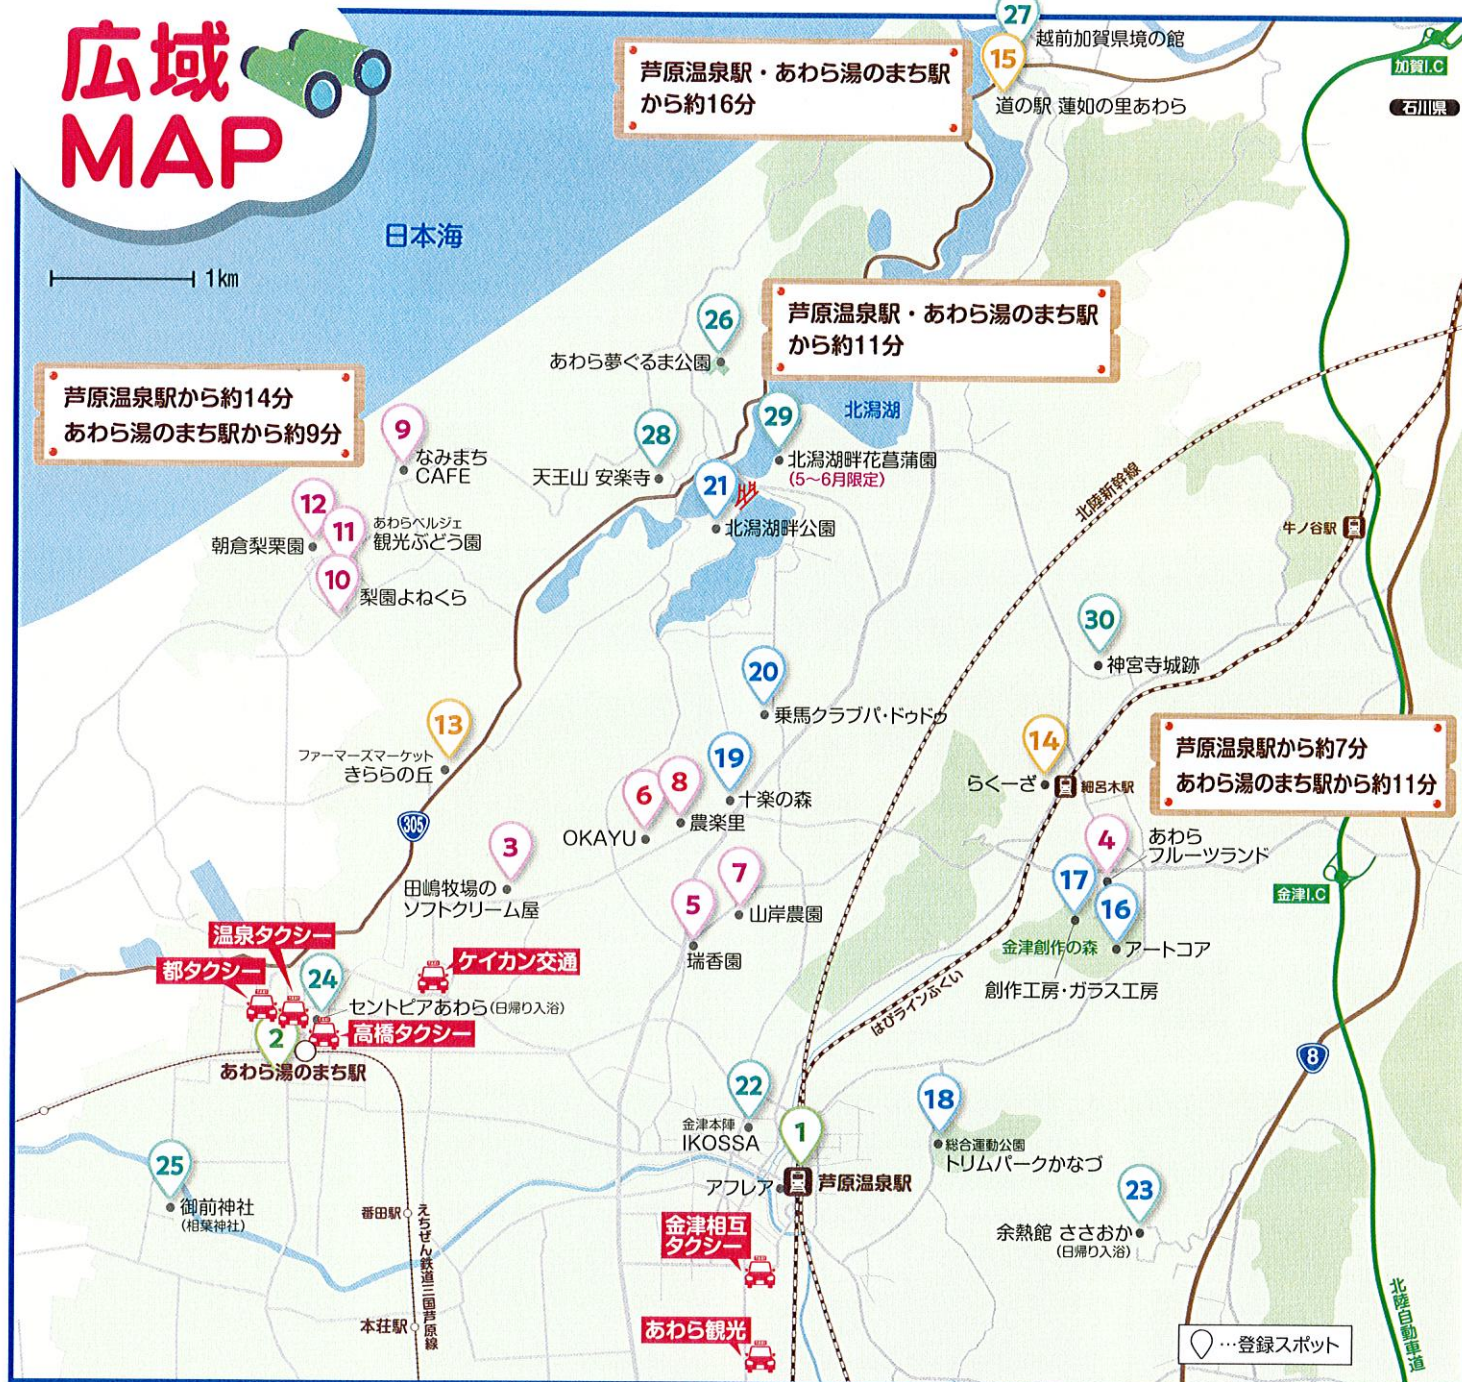 広域
MAP
日本海
1km
芦原温泉駅・あわら湯のまち駅
から約16分
27
越前加賀県境の館
15
道の駅 蓮如の里あわら
加賀I.C
石川県
芦原温泉駅・あわら湯のまち駅
から約11分
26
あわら夢ぐるま公園
芦原温泉駅から約14分
あわら湯のまち駅から約9分
9
なみまち
CAFE
28
天王山 安楽寺
29
北潟湖
北潟湖畔花菖蒲園
(5〜6月限定)
21
北潟湖畔公園
12
朝倉梨栗園
11
あわらベルジェ
観光ぶどう園
10
梨園よねくら
北陸新幹線
牛ノ谷駅
30
神宮寺城跡
20
乗馬クラブパ・ドゥドゥ
13
ファーマーズマーケット
きららの丘
19
十楽の森
14
らくーざ
細呂木駅
芦原温泉駅から約7分
あわら湯のまち駅から約11分
6
OKAYU
8
農楽里
305
3
田嶋牧場の
ソフトクリーム屋
4
あわら
フルーツランド
7
山岸農園
5
瑞香園
17
16
アートコア
金津創作の森
創作工房・ガラス工房
金津I.C
温泉タクシー
都タクシー
ケイカン交通
24
セントピアあわら(日帰り入浴)
高橋タクシー
2
あわら湯のまち駅
はぴラインふくい
8
22
金津本陣
IKOSSA
1
芦原温泉駅
アフレア
18
総合運動公園
トリムパークかなづ
25
御前神社
(相葉神社)
番田駅
えちぜん鉄道三国芦原線
本荘駅
23
余熱館 ささおか
(日帰り入浴)
金津相互
タクシー
あわら観光
北陸自動車道
…登録スポット
TAXI
TAXI
TAXI
TAXI
TAXI
TAXI